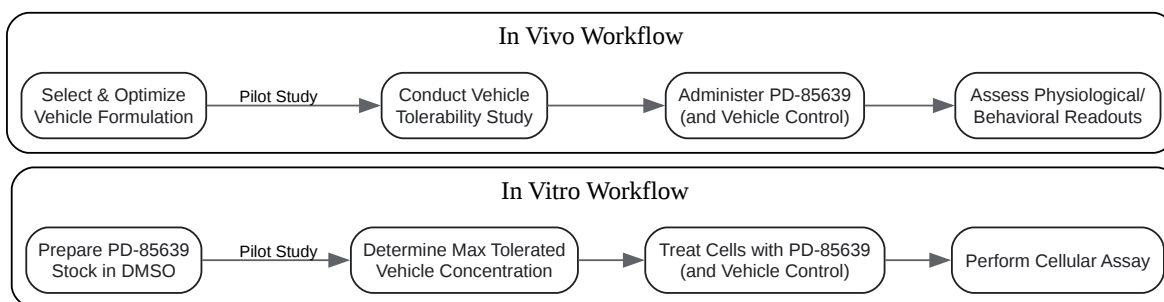 In Vivo Workflow
Select & Optimize
Vehicle Formulation
Pilot Study
Conduct Vehicle
Tolerability Study
Administer PD-85639
(and Vehicle Control)
Assess Physiological/
Behavioral Readouts
In Vitro Workflow
Prepare PD-85639
Stock in DMSO
Pilot Study
Determine Max Tolerated
Vehicle Concentration
Treat Cells with PD-85639
(and Vehicle Control)
Perform Cellular Assay